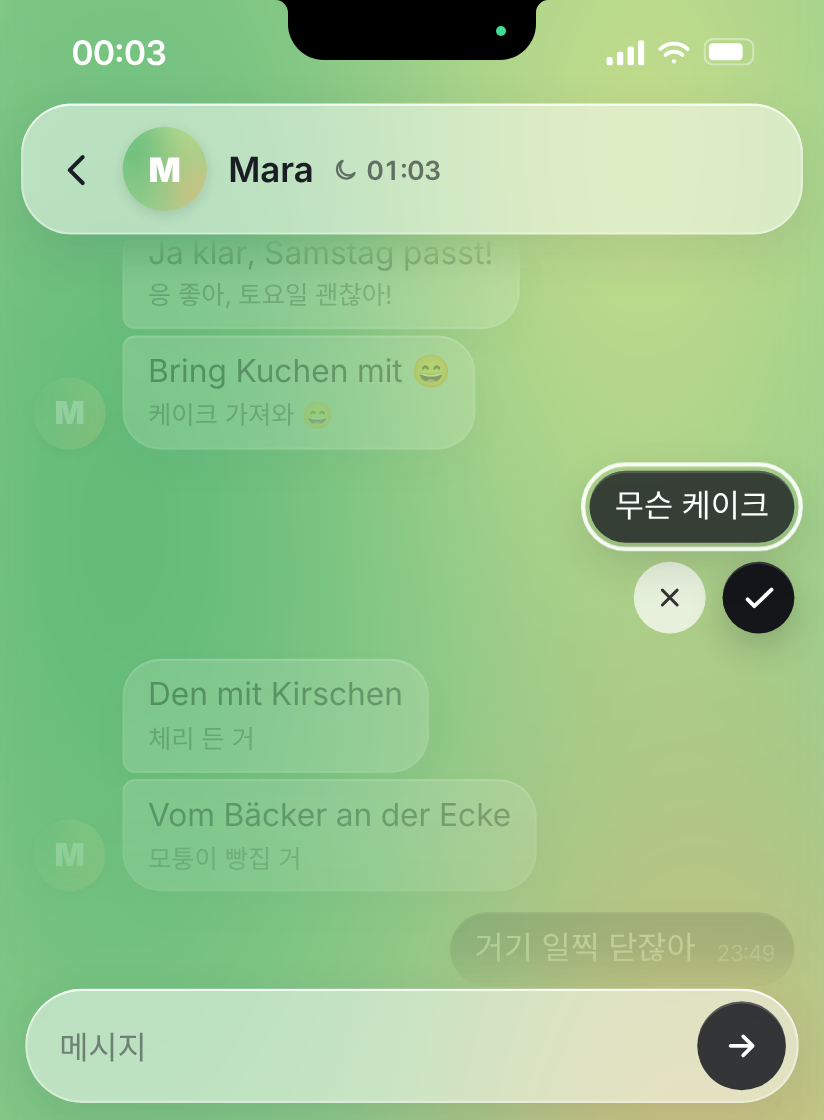 00:03
M Mara 01:03
Ja klar, Samstag passt!
응 좋아, 토요일 괜찮아!
Bring Kuchen mit 😄
케이크 가져와 😄
M
무슨 케이크
Den mit Kirschen
체리 든 거
Vom Bäcker an der Ecke
모퉁이 빵집 거
M
거기 일찍 닫잖아 23:49
메시지